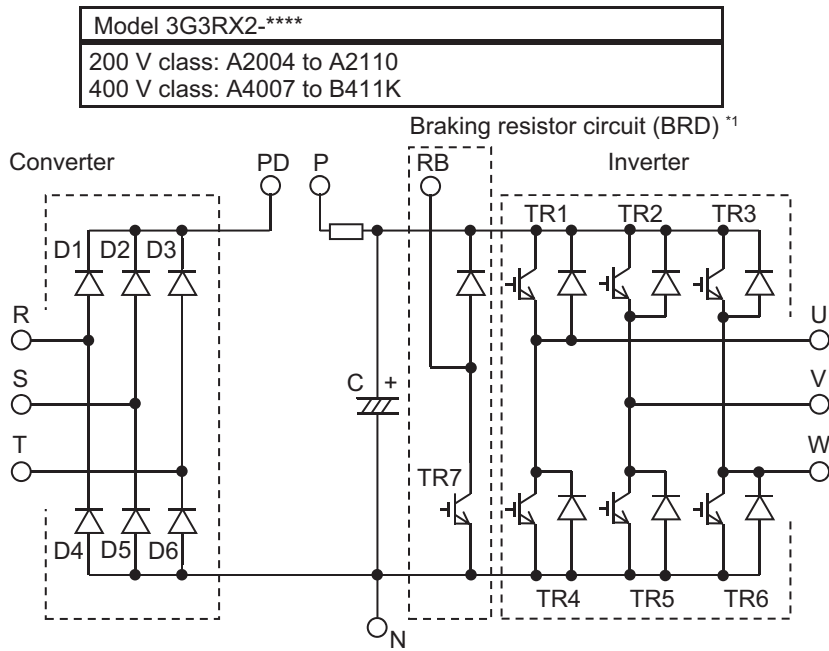 Model 3G3RX2-****
200 V class: A2004 to A2110
400 V class: A4007 to B411K
Braking resistor circuit (BRD) *1
Converter
PD
P
RB
Inverter
D1
D2
D3
TR1
TR2
TR3
R
U
S
C
+
V
T
TR7
W
D4
D5
D6
TR4
TR5
TR6
N